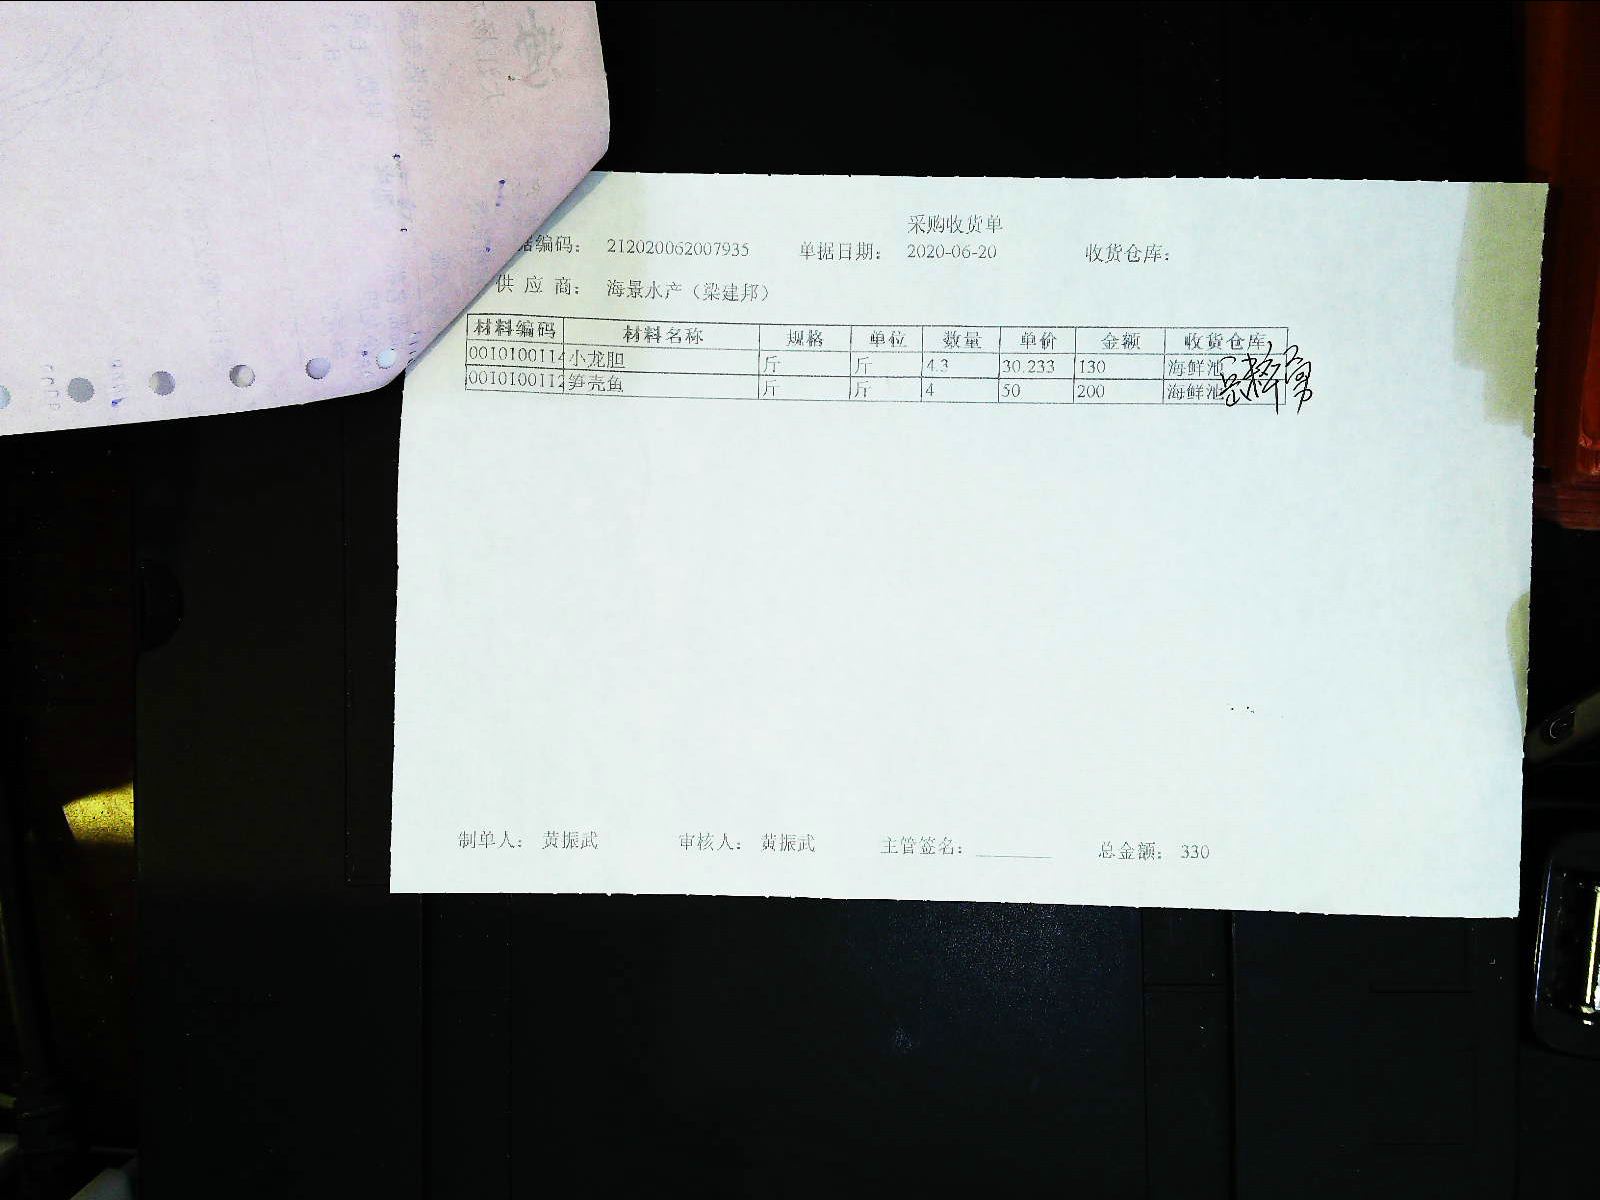 采购收货单
据编码： 212020062007935 单据日期： 2020-06-20 收货仓库：
供 应 商： 海景水产（梁建邦）
材料编码 材料名称 规格 单位 数量 单价 金额 收货仓库
0010100114 小龙胆 斤 斤 4.3 30.233 130 海鲜池
0010100112 笋壳鱼 斤 斤 4 50 200 海鲜池
制单人： 黄振武 审核人： 黄振武 主管签名： 总金额： 330